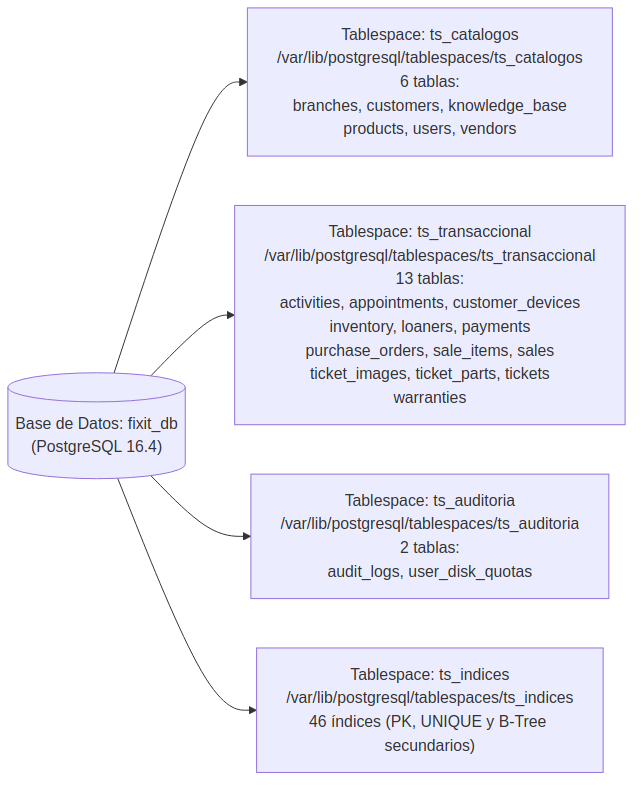 Tablespace: ts_catalogos
/var/lib/postgresql/tablespaces/ts_catalogos
6 tablas:
branches, customers, knowledge_base
products, users, vendors
Tablespace: ts_transaccional
/var/lib/postgresql/tablespaces/ts_transaccional
13 tablas:
activities, appointments, customer_devices
inventory, loaners, payments
purchase_orders, sale_items, sales
ticket_images, ticket_parts, tickets
warranties
Base de Datos: fixit_db
(PostgreSQL 16.4)
Tablespace: ts_auditoria
/var/lib/postgresql/tablespaces/ts_auditoria
2 tablas:
audit_logs, user_disk_quotas
Tablespace: ts_indices
/var/lib/postgresql/tablespaces/ts_indices
46 índices (PK, UNIQUE y B-Tree
secundarios)